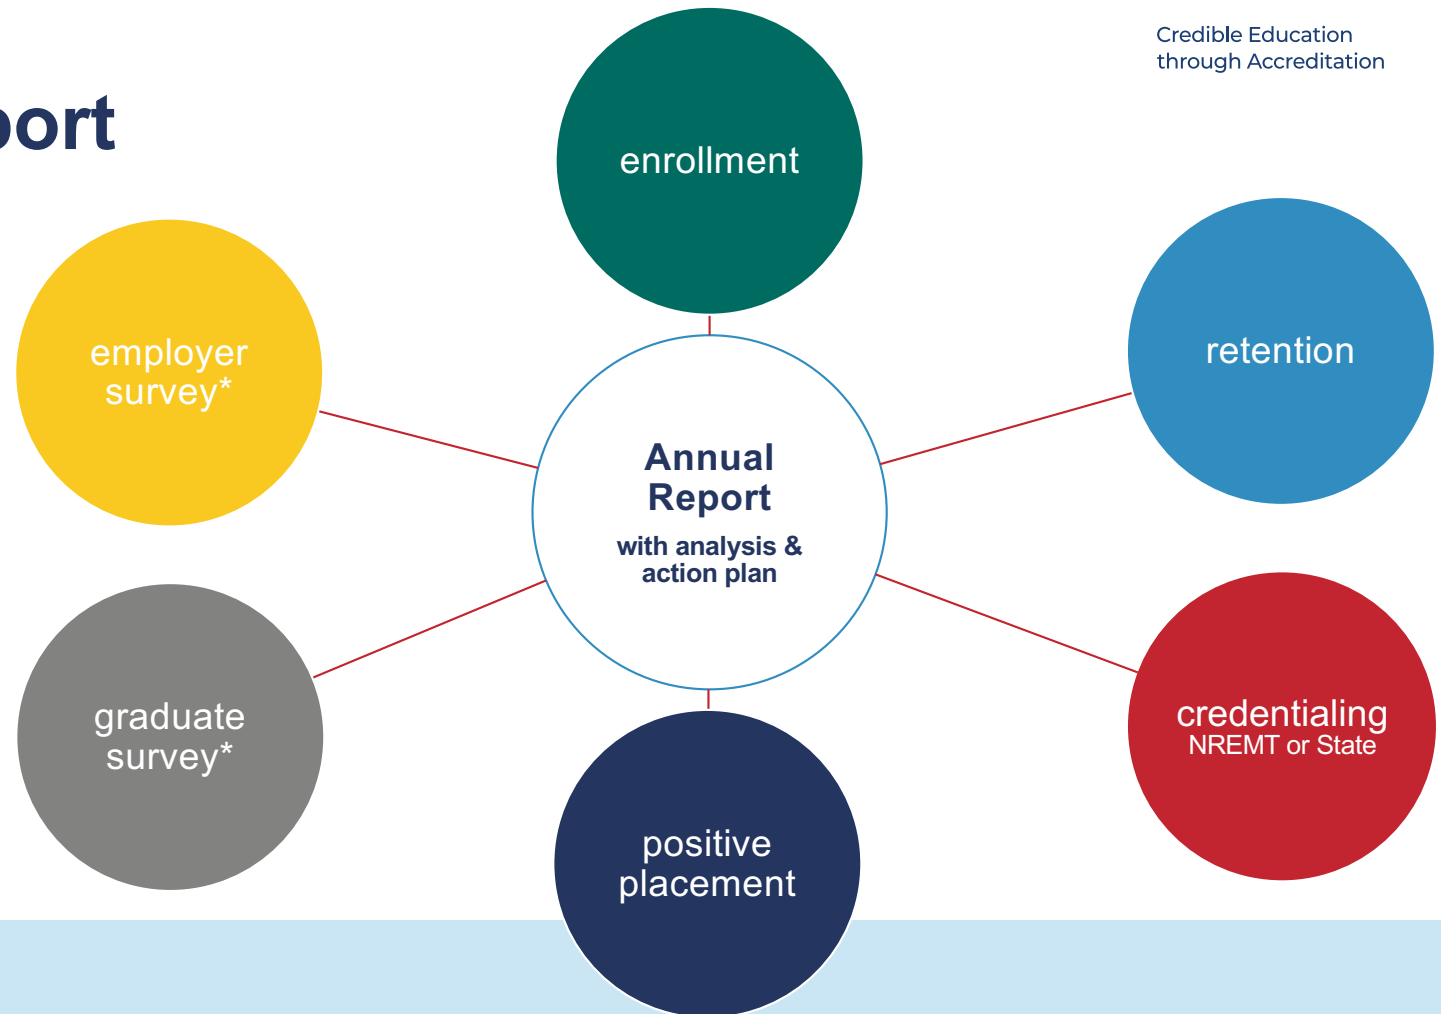 Credible Education
through Accreditation
port
enrollment
employer
survey*
retention
Annual
Report
with analysis &
action plan
graduate
survey*
credentialing
NREMT or State
positive
placement